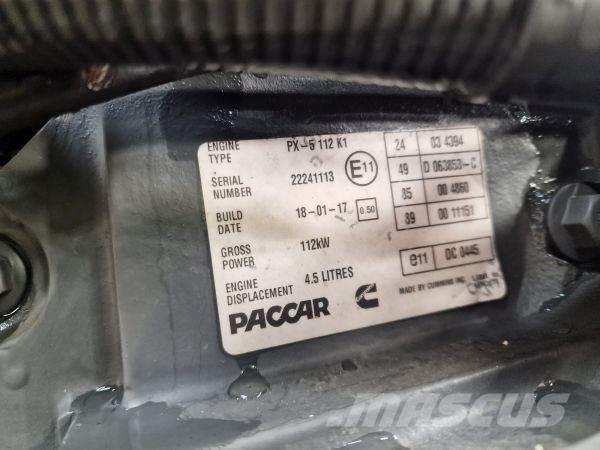 ENGINE TYPE PX-5 112 K1
SERIAL NUMBER 22241113 E11
BUILD DATE 18-01-17 0.50
GROSS POWER 112kW
ENGINE DISPLACEMENT 4.5 LITRES
PACCAR
24 03 4394
49 D 063853-C
85 00 4860
89 00 11151
e11 0C 0445
MADE BY CUMMINS INC.
MASCUS